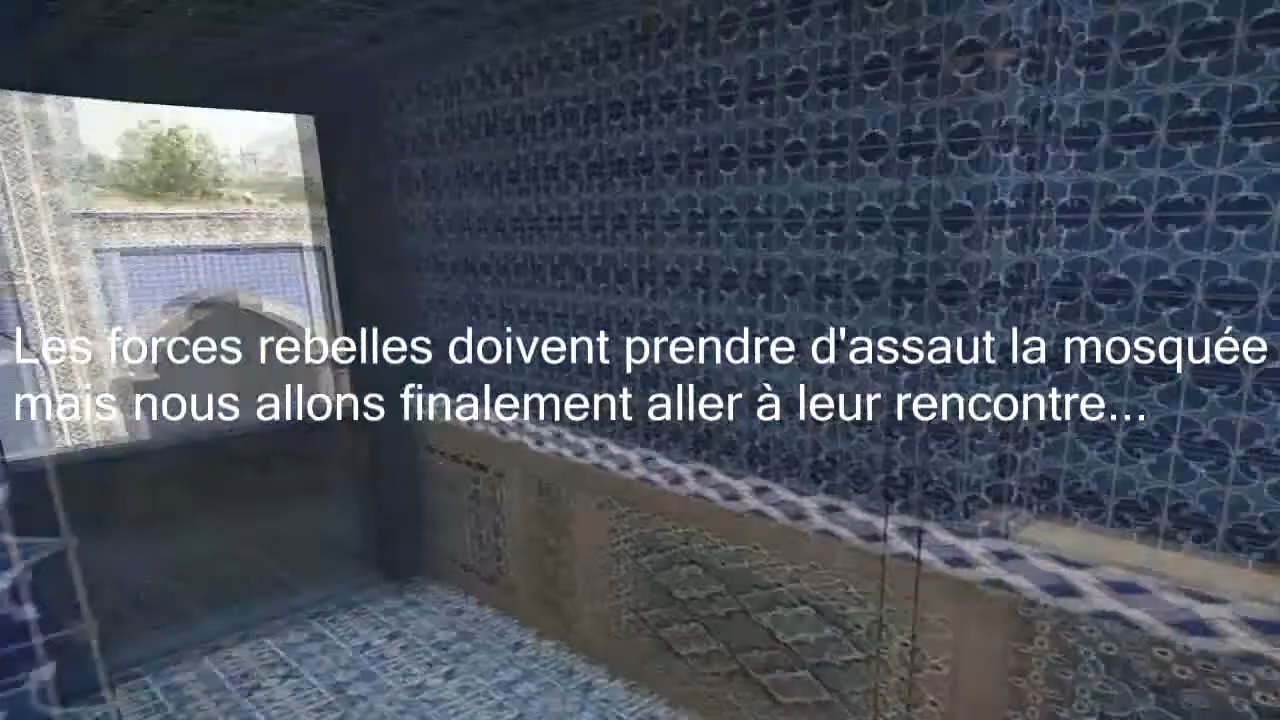 Les forces rebelles doivent prendre d'assaut la mosquée
mais nous allons finalement aller à leur rencontre...